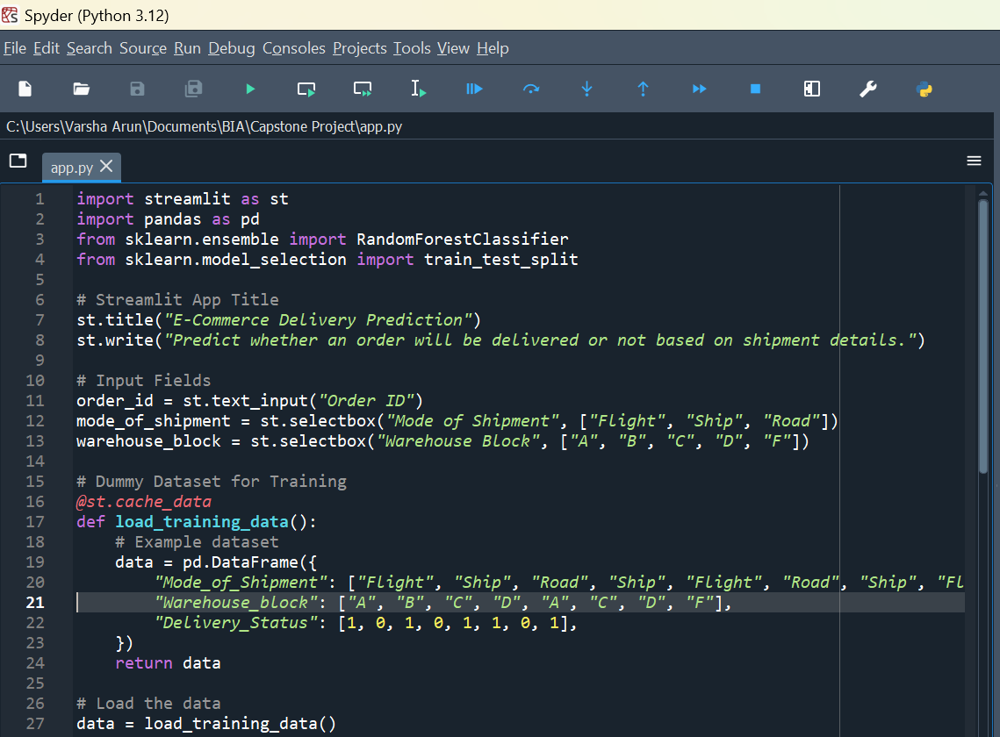 Spyder (Python 3.12)
File Edit Search Source Run Debug Consoles Projects Tools View Help
C:\Users\Varsha Arun\Documents\BIA\Capstone Project\app.py
app.py
1 import streamlit as st
2 import pandas as pd
3 from sklearn.ensemble import RandomForestClassifier
4 from sklearn.model_selection import train_test_split
5
6 # Streamlit App Title
7 st.title("E-Commerce Delivery Prediction")
8 st.write("Predict whether an order will be delivered or not based on shipment details.")
9
10 # Input Fields
11 order_id = st.text_input("Order ID")
12 mode_of_shipment = st.selectbox("Mode of Shipment", ["Flight", "Ship", "Road"])
13 warehouse_block = st.selectbox("Warehouse Block", ["A", "B", "C", "D", "F"])
14
15 # Dummy Dataset for Training
16 @st.cache_data
17 def load_training_data():
18     # Example dataset
19     data = pd.DataFrame({
20         "Mode_of_Shipment": ["Flight", "Ship", "Road", "Ship", "Flight", "Road", "Ship", "Fl
21         "Warehouse_block": ["A", "B", "C", "D", "A", "C", "D", "F"],
22         "Delivery_Status": [1, 0, 1, 0, 1, 1, 0, 1],
23     })
24     return data
25
26 # Load the data
27 data = load_training_data()